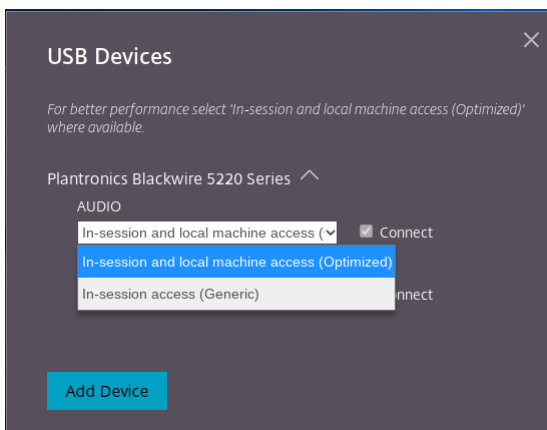 USB Devices
For better performance select 'In-session and local machine access (Optimized)'
where available.
Plantronics Blackwire 5220 Series
AUDIO
In-session and local machine access (
Connect
In-session and local machine access (Optimized)
In-session access (Generic)
nnect
Add Device